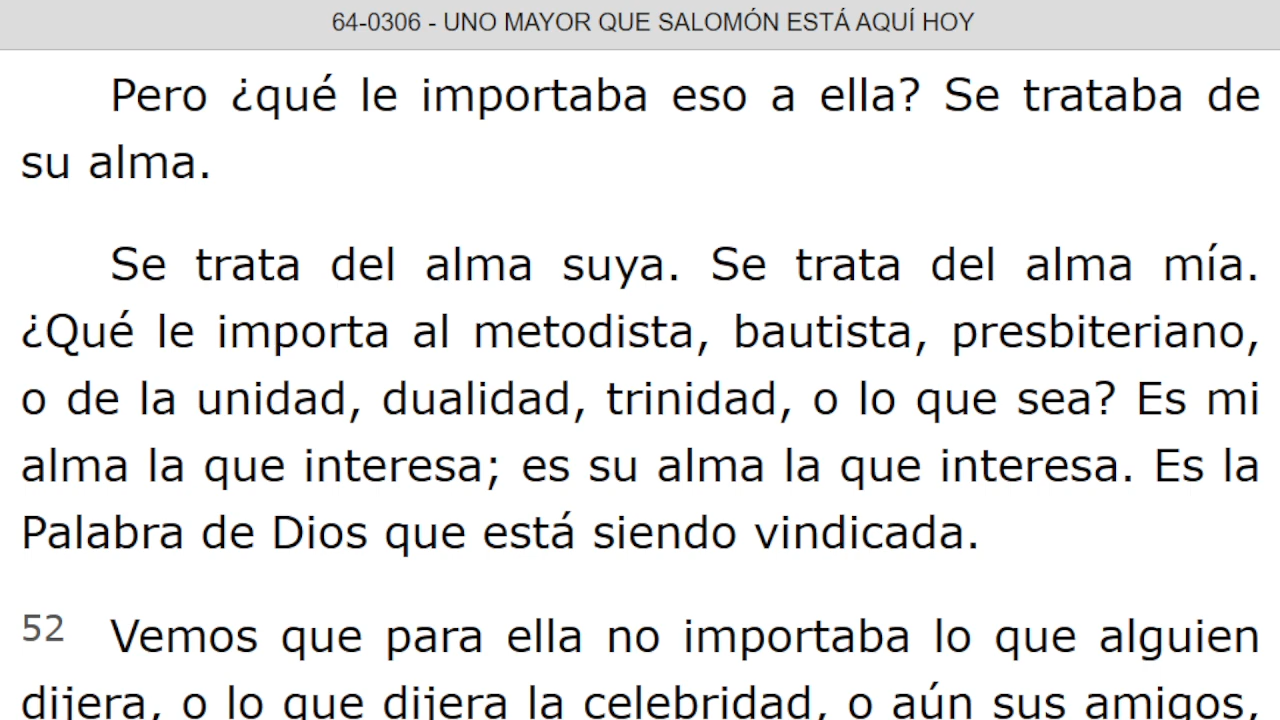 64-0306 - UNO MAYOR QUE SALOMÓN ESTÁ AQUÍ HOY
Pero ¿qué le importaba eso a ella? Se trataba de
su alma.
Se trata del alma suya. Se trata del alma mía.
¿Qué le importa al metodista, bautista, presbiteriano,
o de la unidad, dualidad, trinidad, o lo que sea? Es mi
alma la que interesa; es su alma la que interesa. Es la
Palabra de Dios que está siendo vindicada.
52 Vemos que para ella no importaba lo que alguien
dijera, o lo que dijera la celebridad, o aún sus amigos,